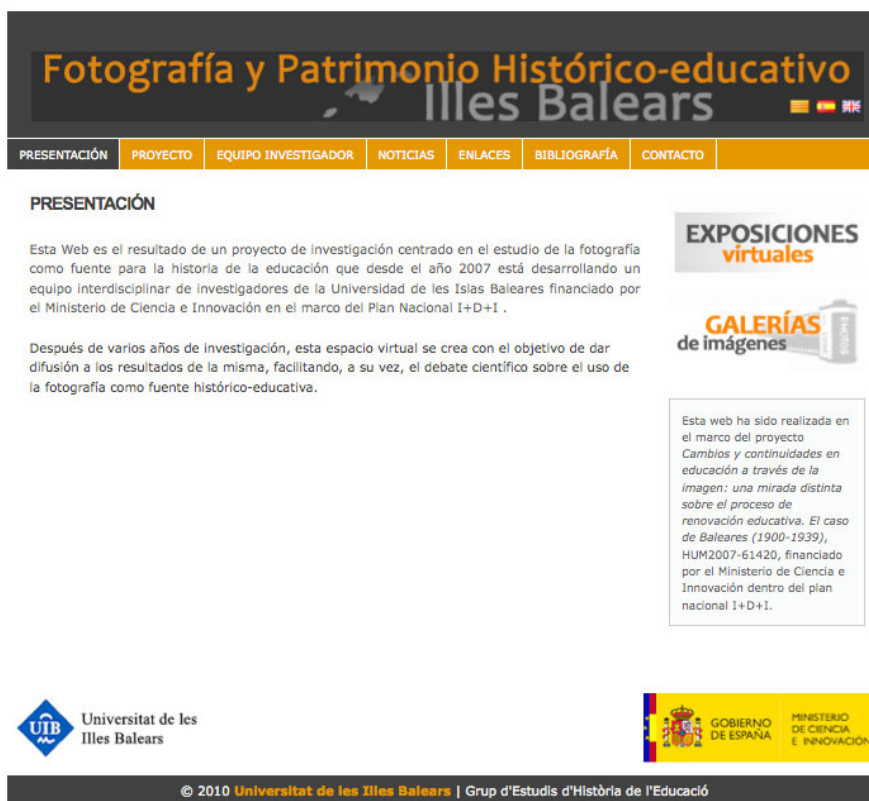 Fotografía y Patrimonio Histórico-educativo
Illes Balears
PRESENTACIÓN PROYECTO EQUIPO INVESTIGADOR NOTICIAS ENLACES BIBLIOGRAFÍA CONTACTO
PRESENTACIÓN
Esta Web es el resultado de un proyecto de investigación centrado en el estudio de la fotografía
como fuente para la historia de la educación que desde el año 2007 está desarrollando un
equipo interdisciplinar de investigadores de la Universidad de les Islas Baleares financiado por
el Ministerio de Ciencia e Innovación en el marco del Plan Nacional I+D+I .
Después de varios años de investigación, esta espacio virtual se crea con el objetivo de dar
difusión a los resultados de la misma, facilitando, a su vez, el debate científico sobre el uso de
la fotografía como fuente histórico-educativa.
EXPOSICIONES
virtuales
GALERÍAS
de imágenes
PHOTOS
Esta web ha sido realizada en
el marco del proyecto
Cambios y continuidades en
educación a través de la
imagen: una mirada distinta
sobre el proceso de
renovación educativa. El caso
de Baleares (1900-1939),
HUM2007-61420, financiado
por el Ministerio de Ciencia e
Innovación dentro del plan
nacional I+D+I.
UIB
Universitat de les
Illes Balears
GOBIERNO
DE ESPAÑA
MINISTERIO
DE CIENCIA
E INNOVACIÓN
© 2010 Universitat de les Illes Balears | Grup d'Estudis d'Història de l'Educació